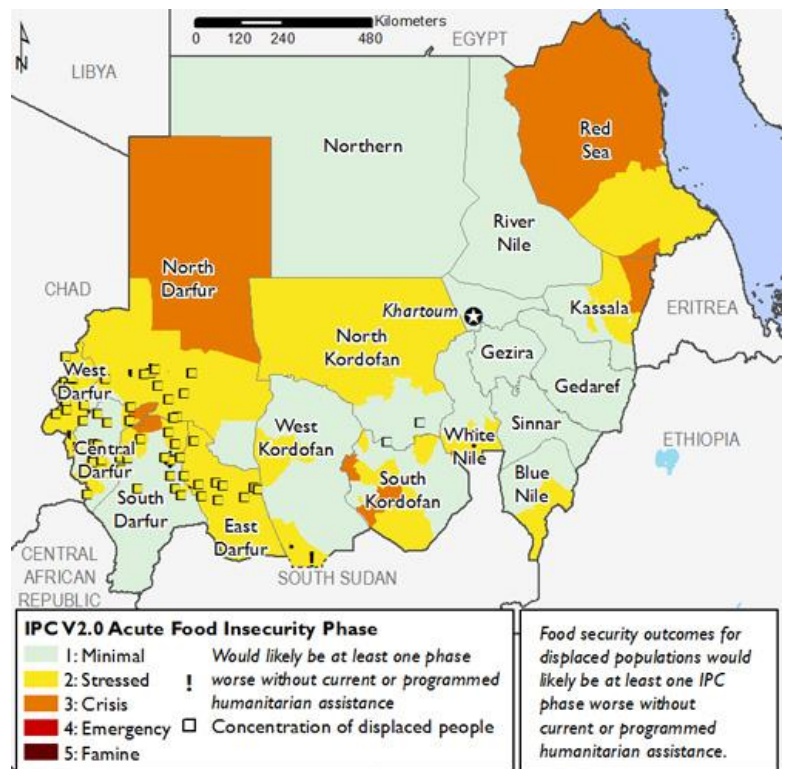 Kilometers
0 120 240 480
N
EGYPT
LIBYA
Red
Sea
Northern
River
Nile
North
Darfur
CHAD
Khartoum
Kassala
ERITREA
North
Kordofan
Gezira
Gedaref
West
Darfur
West
Kordofan
Sinnar
White
Nile
ETHIOPIA
Central
Darfur
South
Kordofan
Blue
Nile
South
Darfur
East
Darfur
!
CENTRAL
AFRICAN
REPUBLIC
SOUTH SUDAN
IPC V2.0 Acute Food Insecurity Phase
1: Minimal
2: Stressed
3: Crisis
4: Emergency
5: Famine
! Would likely be at least one phase
worse without current or programmed
humanitarian assistance
Concentration of displaced people
Food security outcomes for
displaced populations would
likely be at least one IPC
phase worse without
current or programmed
humanitarian assistance.